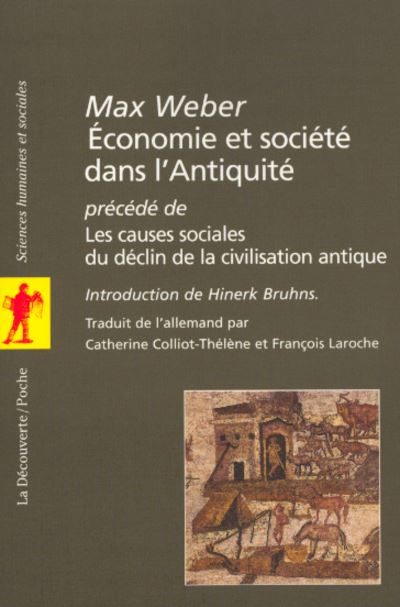 Max Weber
Économie et société
dans l'Antiquité
précédé de
Les causes sociales
du déclin de la civilisation antique
Introduction de Hinerk Bruhns.
Traduit de l'allemand par
Catherine Colliot-Thélène et François Laroche
Sciences humaines et sociales
La Découverte/Poche